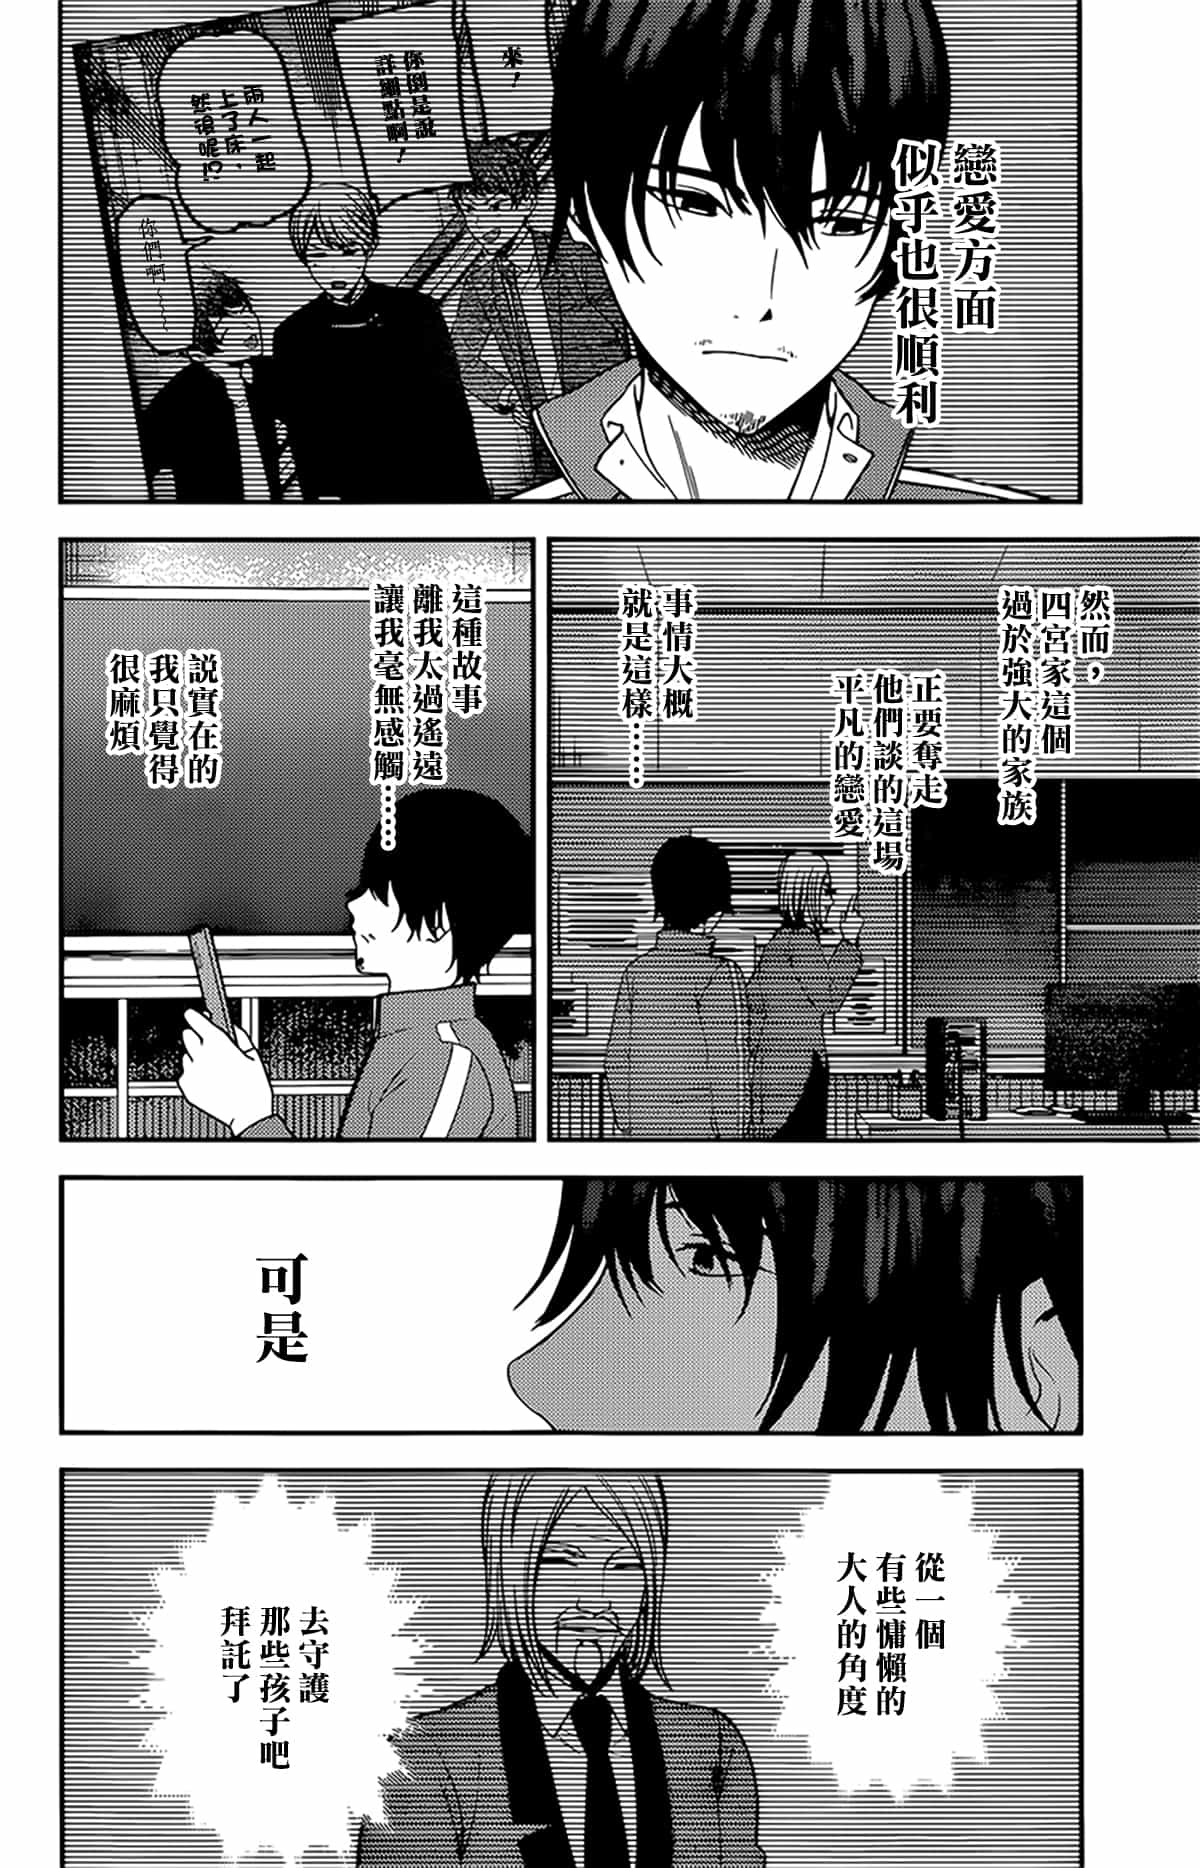 戀愛方面
似乎也很順利
來！
你倒是說
詳細點啊！
兩人一起
上了床，
然後呢!?
你們啊～～
然而，
四宮家這個
過於強大的家族
正要奪走
他們談的這場
平凡的戀愛
事情大概
就是這樣……
這種故事
離我太過遙遠
讓我毫無感觸……
説實在的
我只覺得
很麻煩
可是
從一個
有些慵懶的
大人的角度
去守護
那些孩子吧
拜託了